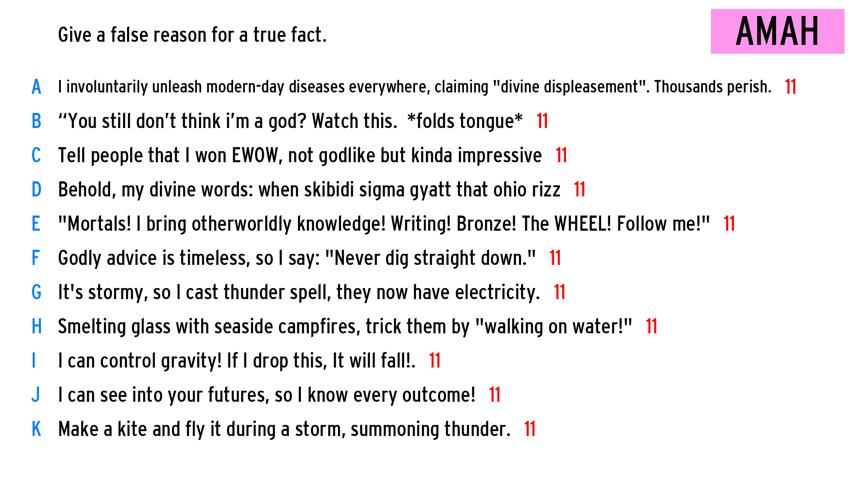 Give a false reason for a true fact.
AMAH
A I involuntarily unleash modern-day diseases everywhere, claiming "divine displeasement". Thousands perish. 11
B “You still don’t think i’m a god? Watch this. *folds tongue* 11
C Tell people that I won EWOW, not godlike but kinda impressive 11
D Behold, my divine words: when skibidi sigma gyatt that ohio rizz 11
E "Mortals! I bring otherworldly knowledge! Writing! Bronze! The WHEEL! Follow me!" 11
F Godly advice is timeless, so I say: "Never dig straight down." 11
G It's stormy, so I cast thunder spell, they now have electricity. 11
H Smelting glass with seaside campfires, trick them by "walking on water!" 11
I I can control gravity! If I drop this, It will fall!. 11
J I can see into your futures, so I know every outcome! 11
K Make a kite and fly it during a storm, summoning thunder. 11